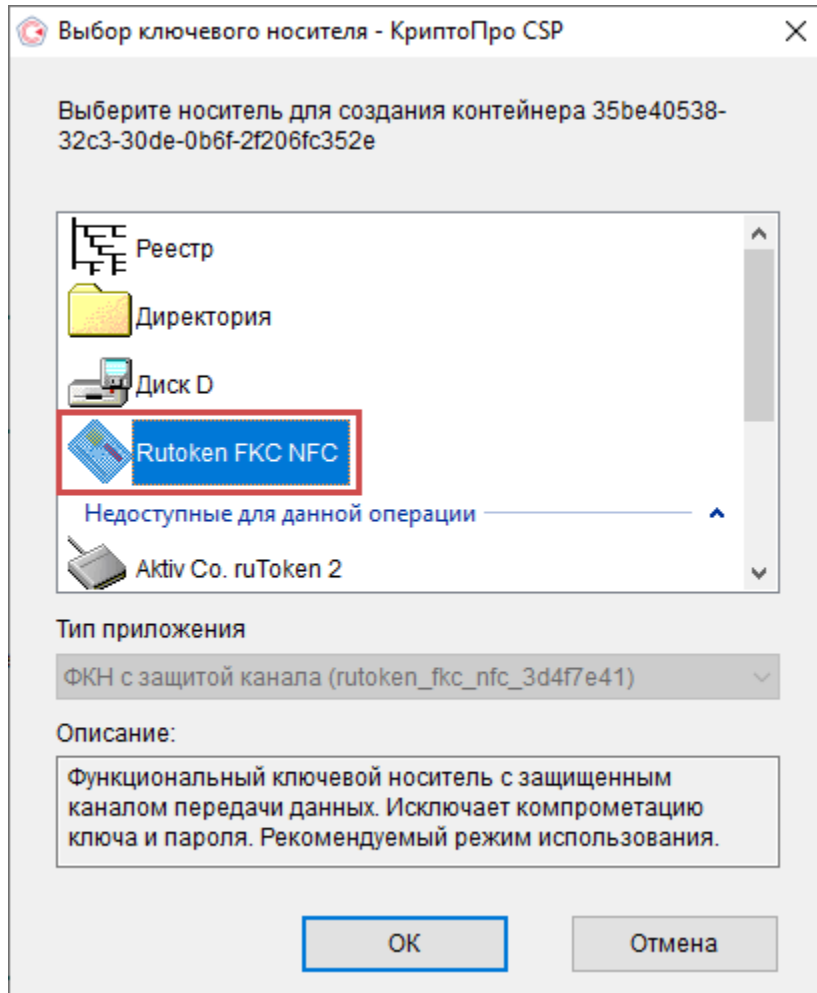 Выбор ключевого носителя - КриптоПро CSP
Выберите носитель для создания контейнера 35be40538-
32c3-30de-0b6f-2f206fc352e
Реестр
Директория
Диск D
Rutoken FKC NFC
Недоступные для данной операции
Aktiv Co. ruToken 2
Тип приложения
ФКН с защитой канала (rutoken_fkc_nfc_3d4f7e41)
Описание:
Функциональный ключевой носитель с защищенным
каналом передачи данных. Исключает компрометацию
ключа и пароля. Рекомендуемый режим использования.
ОК
Отмена